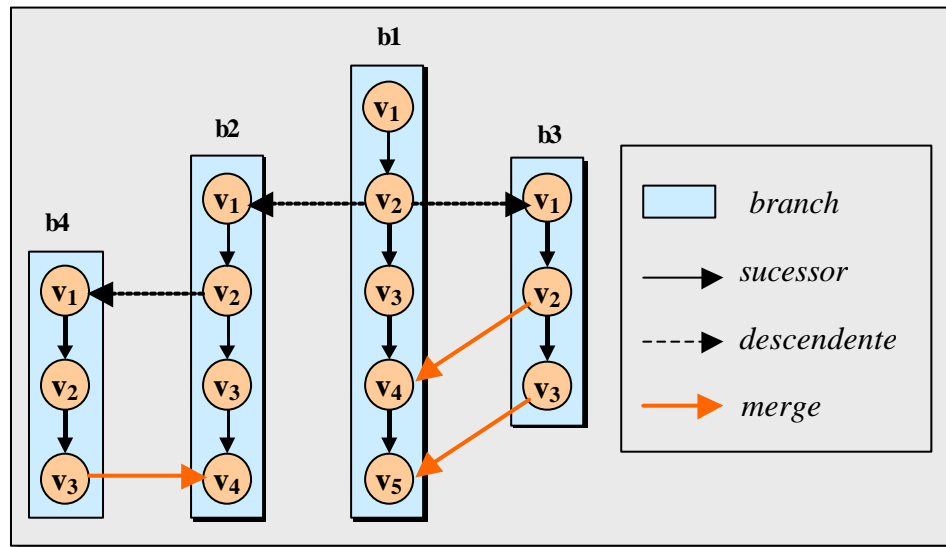 b1
v₁
b2
b3
v₁
v₂
v₁
b4
v₁
v₂
v₃
v₂
v₂
v₃
v₄
v₃
v₃
v₄
v₅
branch
sucessor
descendente
merge